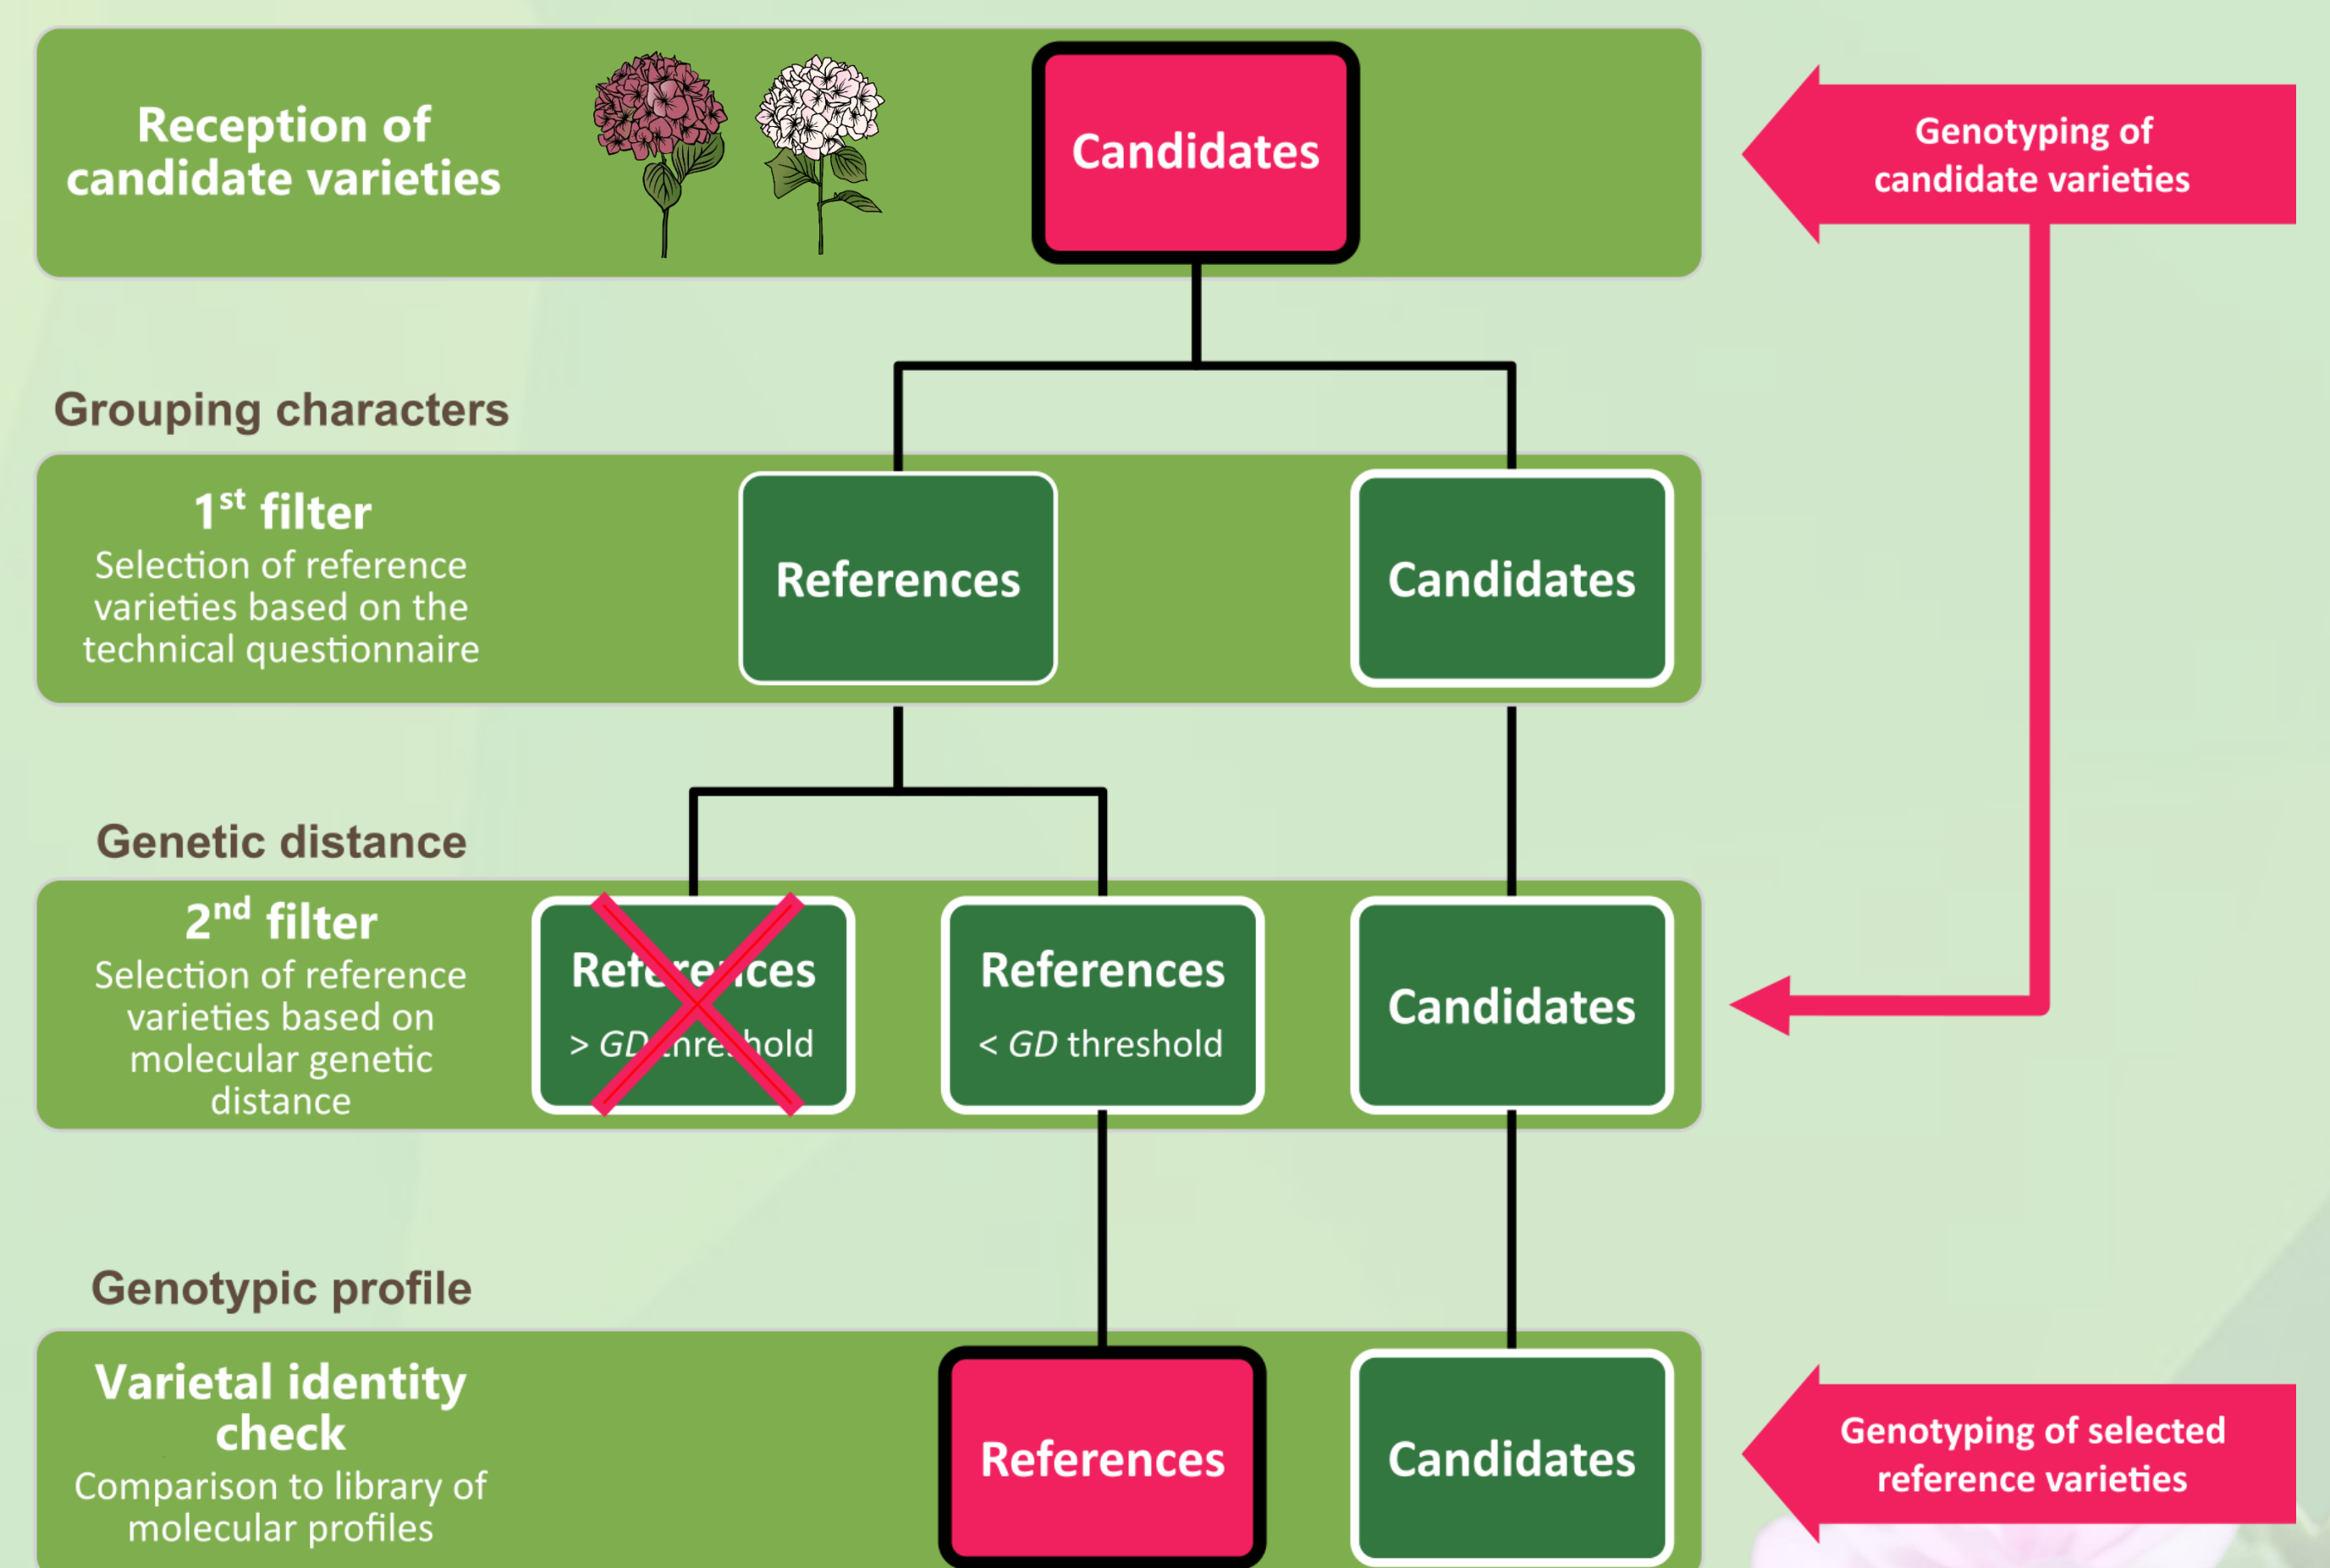 Reception of
candidate varieties
Candidates
Genotyping of
candidate varieties
Grouping characters
1st filter
Selection of reference
varieties based on the
technical questionnaire
References
Candidates
Genetic distance
2nd filter
Selection of reference
varieties based on
molecular genetic
distance
References
> GD threshold
References
< GD threshold
Candidates
Genotypic profile
Varietal identity
check
Comparison to library of
molecular profiles
References
Candidates
Genotyping of selected
reference varieties